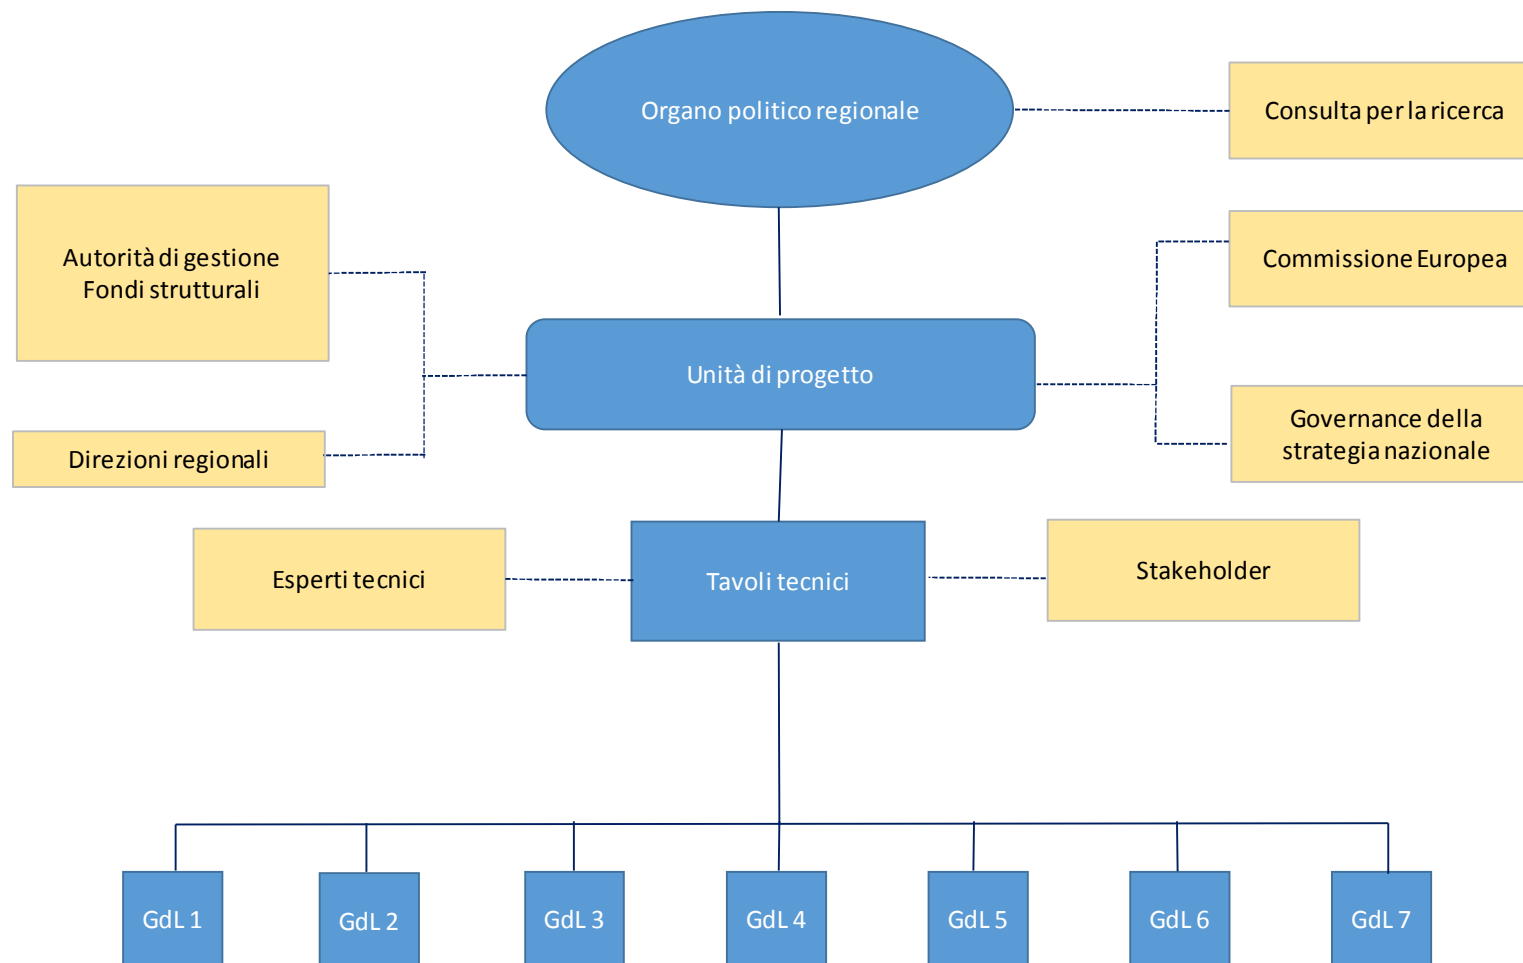 Organo politico regionale
Consulta per la ricerca
Autorità di gestione
Fondi strutturali
Commissione Europea
Unità di progetto
Governance della
strategia nazionale
Direzioni regionali
Esperti tecnici
Tavoli tecnici
Stakeholder
GdL 1
GdL 2
GdL 3
GdL 4
GdL 5
GdL 6
GdL 7